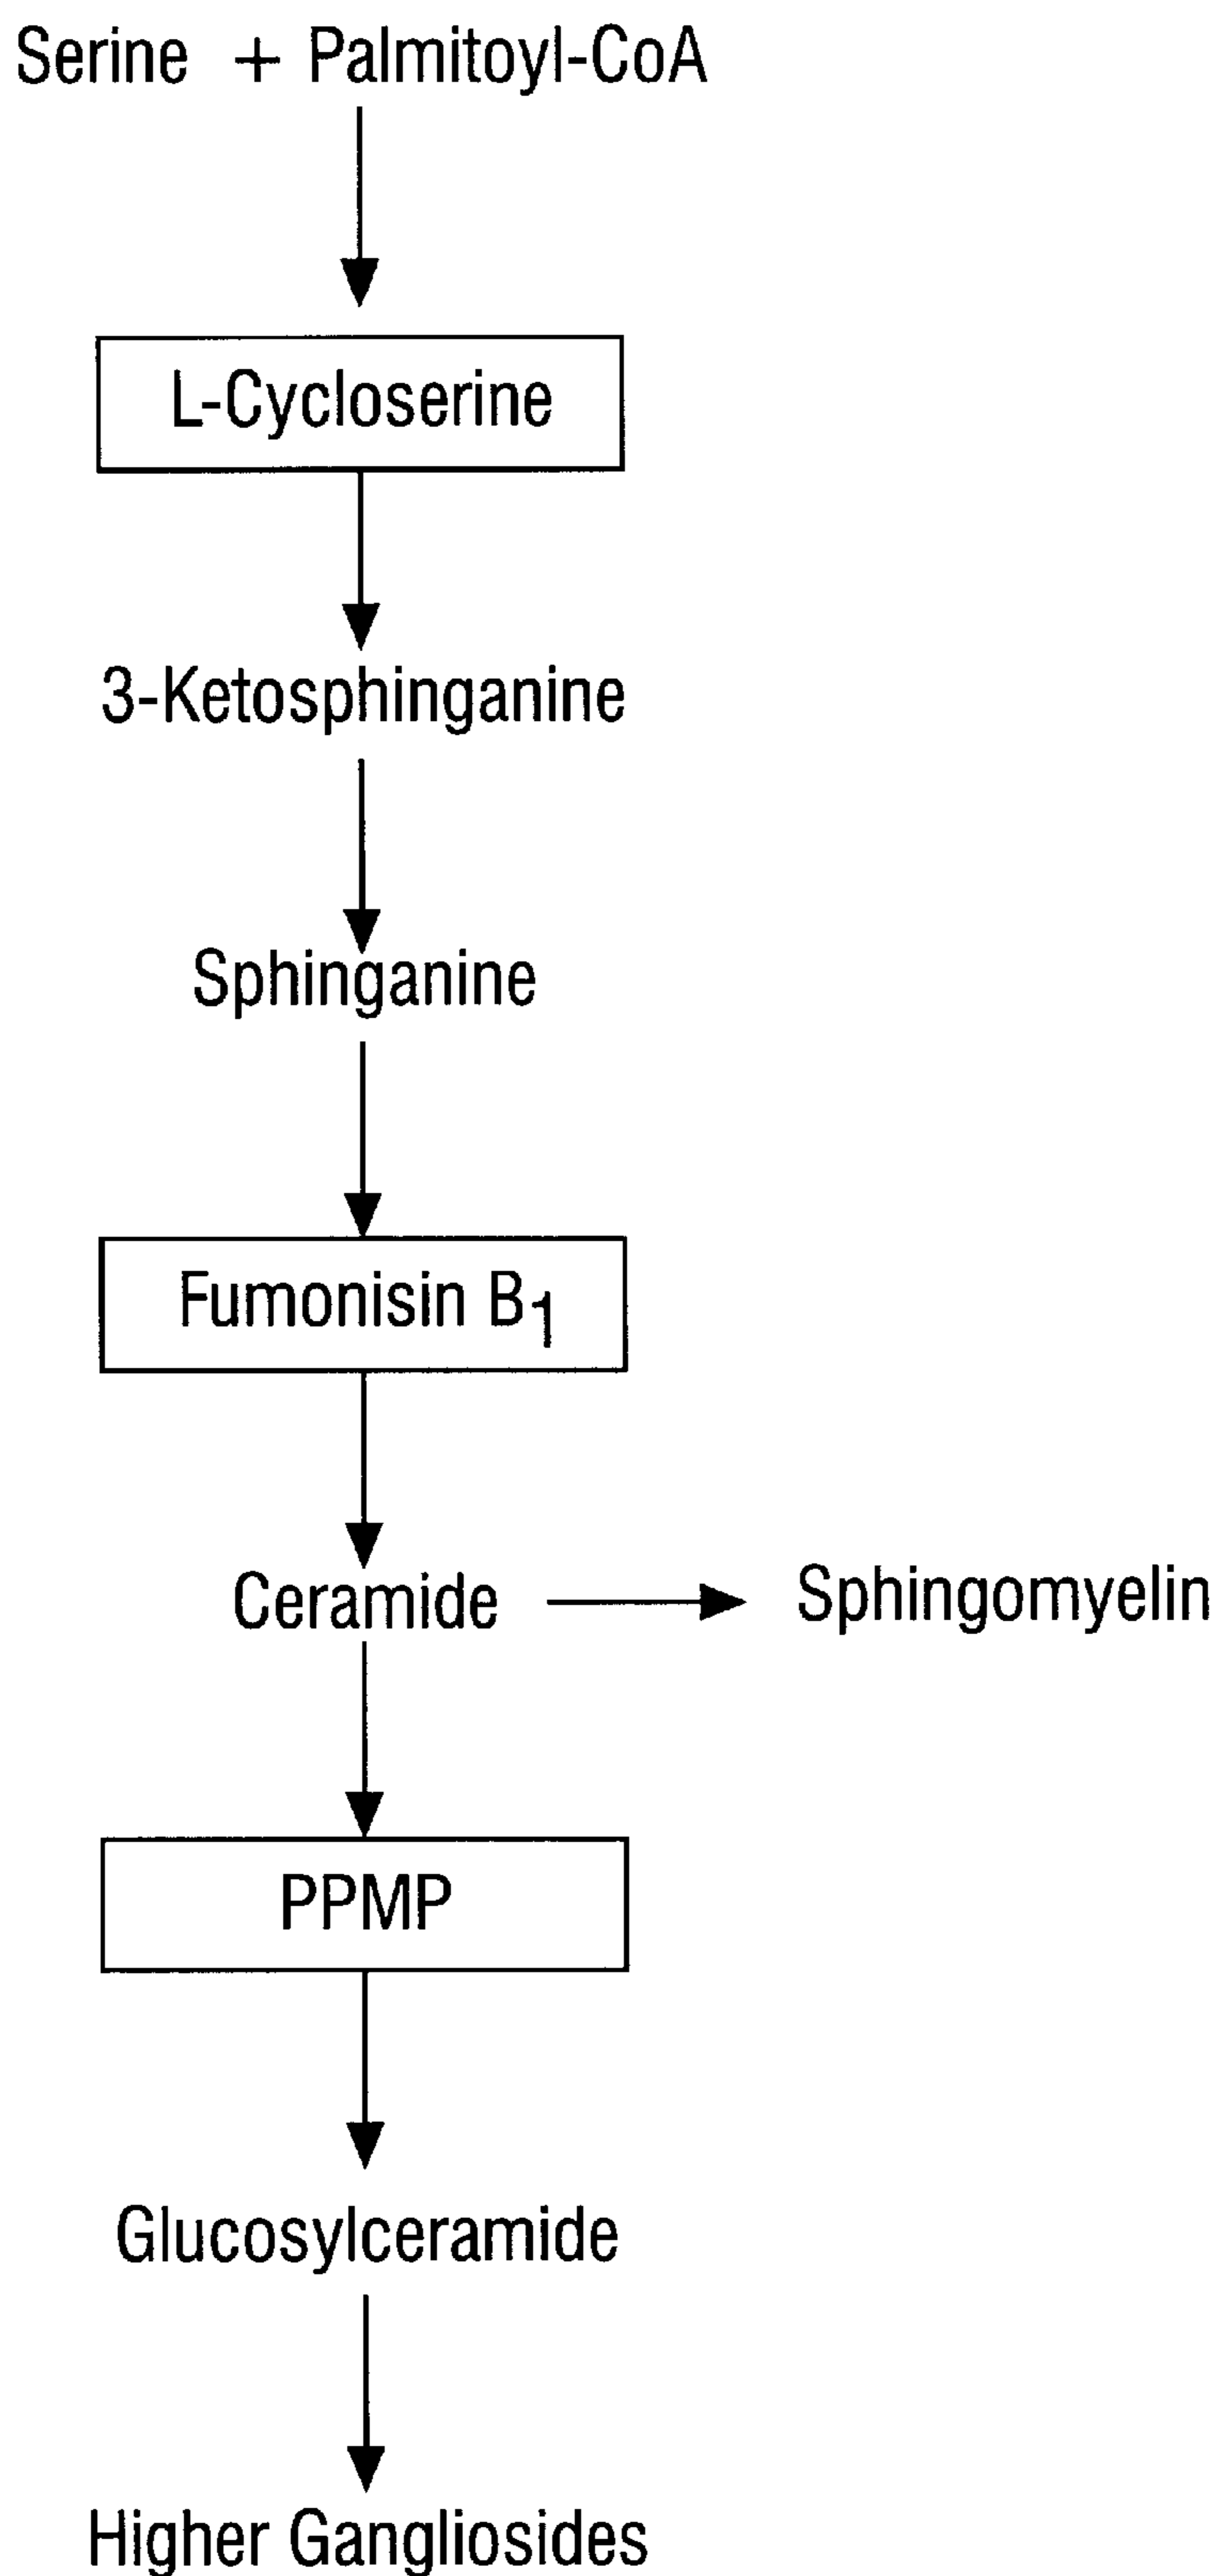 Serine + Palmitoyl-CoA
L-Cycloserine
3-Ketosphinganine
Sphinganine
Fumonisin B1
Ceramide
Sphingomyelin
PPMP
Glucosylceramide
Higher Gangliosides